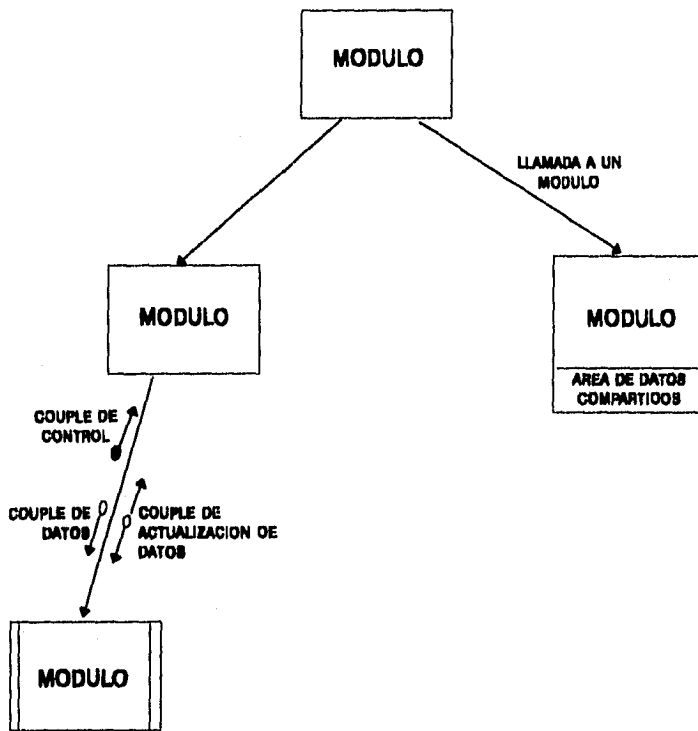 MODULO
LLAMADA A UN
MODULO
MODULO
MODULO
AREA DE DATOS
COMPARTIDOS
COUPLE DE
CONTROL
COUPLE DE
DATOS
COUPLE DE
ACTUALIZACION DE
DATOS
MODULO